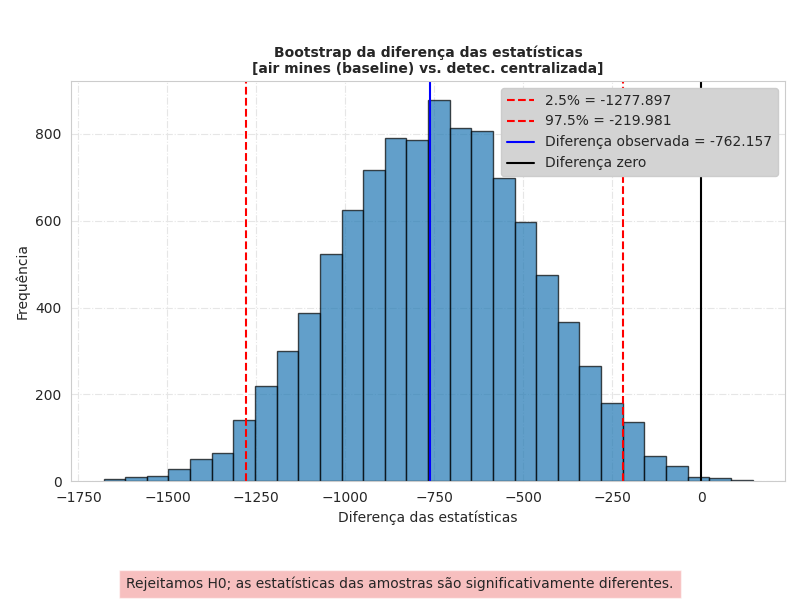 Bootstrap da diferença das estatísticas
[air mines (baseline) vs. detec. centralizada]
2.5% = -1277.897
97.5% = -219.981
Diferença observada = -762.157
Diferença zero
Frequência
800
600
400
200
0
−1750
−1500
−1250
−1000
−750
−500
−250
0
Diferença das estatísticas
Rejeitamos H0; as estatísticas das amostras são significativamente diferentes.